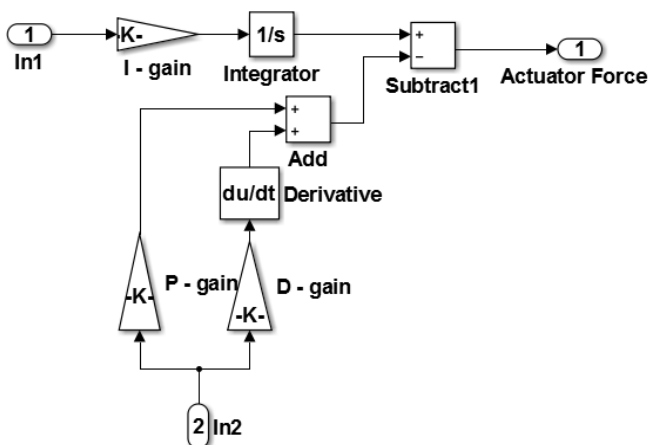 1
In1
-K-
I - gain
1/s
Integrator
+
−
Subtract1
1
Actuator Force
+
+
Add
du/dt
Derivative
-K-
P - gain
-K-
D - gain
2
In2